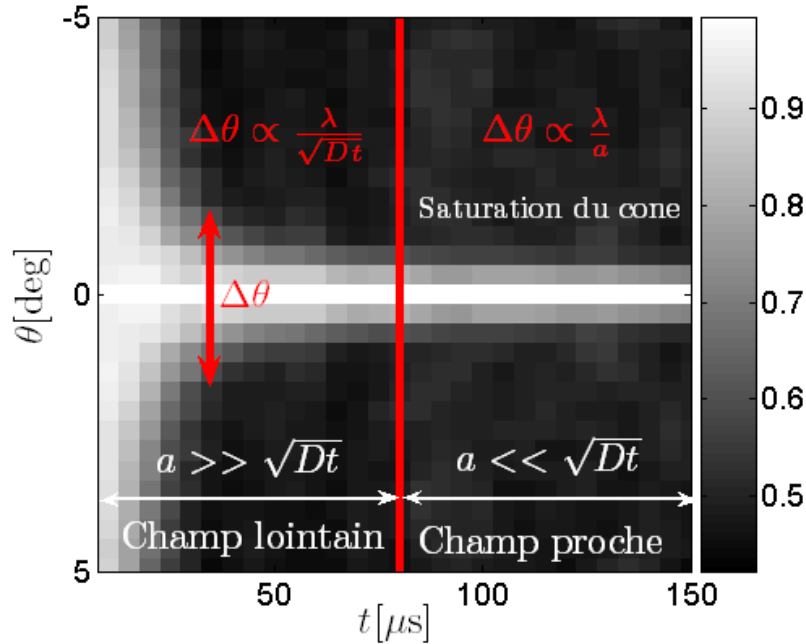 -5
0
5
θ[deg]
Δθ ∝ λ/√Dt
Δθ ∝ λ/a
Saturation du cone
Δθ
a >> √Dt
a << √Dt
Champ lointain
Champ proche
50
100
150
t[μs]
0.9
0.8
0.7
0.6
0.5